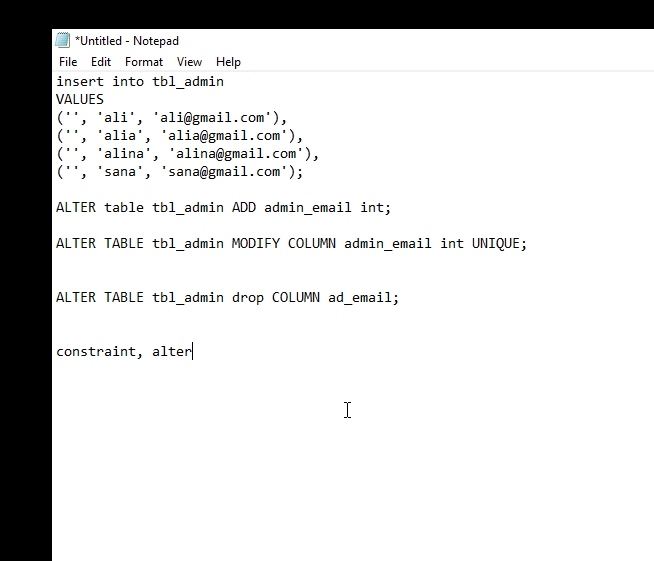 *Untitled - Notepad
File Edit Format View Help
insert into tbl_admin
VALUES
('', 'ali', 'ali@gmail.com'),
('', 'alia', 'alia@gmail.com'),
('', 'alina', 'alina@gmail.com'),
('', 'sana', 'sana@gmail.com');
ALTER table tbl_admin ADD admin_email int;
ALTER TABLE tbl_admin MODIFY COLUMN admin_email int UNIQUE;
ALTER TABLE tbl_admin drop COLUMN ad_email;
constraint, alter